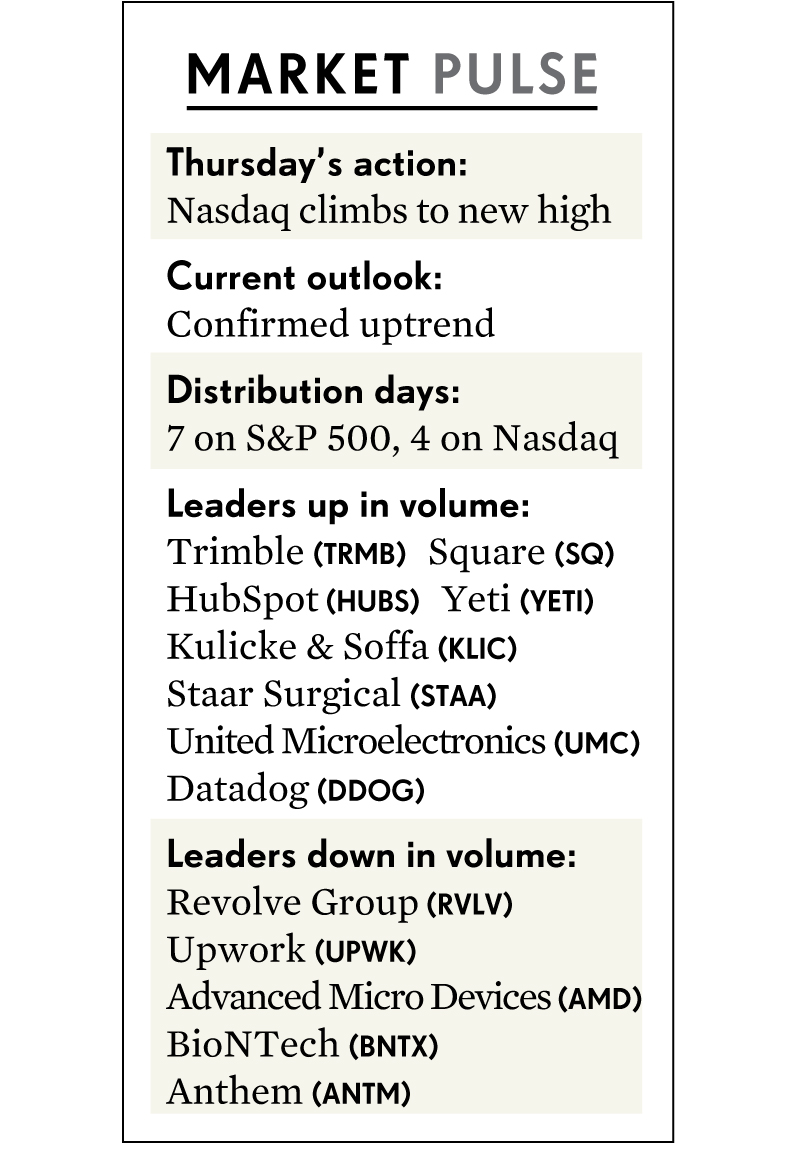 MARKET PULSE
Thursday’s action:
Nasdaq climbs to new high
Current outlook:
Confirmed uptrend
Distribution days:
7 on S&P 500, 4 on Nasdaq
Leaders up in volume:
Trimble (TRMB) Square (SQ)
HubSpot (HUBS) Yeti (YETI)
Kulicke & Soffa (KLIC)
Staar Surgical (STAA)
United Microelectronics (UMC)
Datadog (DDOG)
Leaders down in volume:
Revolve Group (RVLV)
Upwork (UPWK)
Advanced Micro Devices (AMD)
BioNTech (BNTX)
Anthem (ANTM)